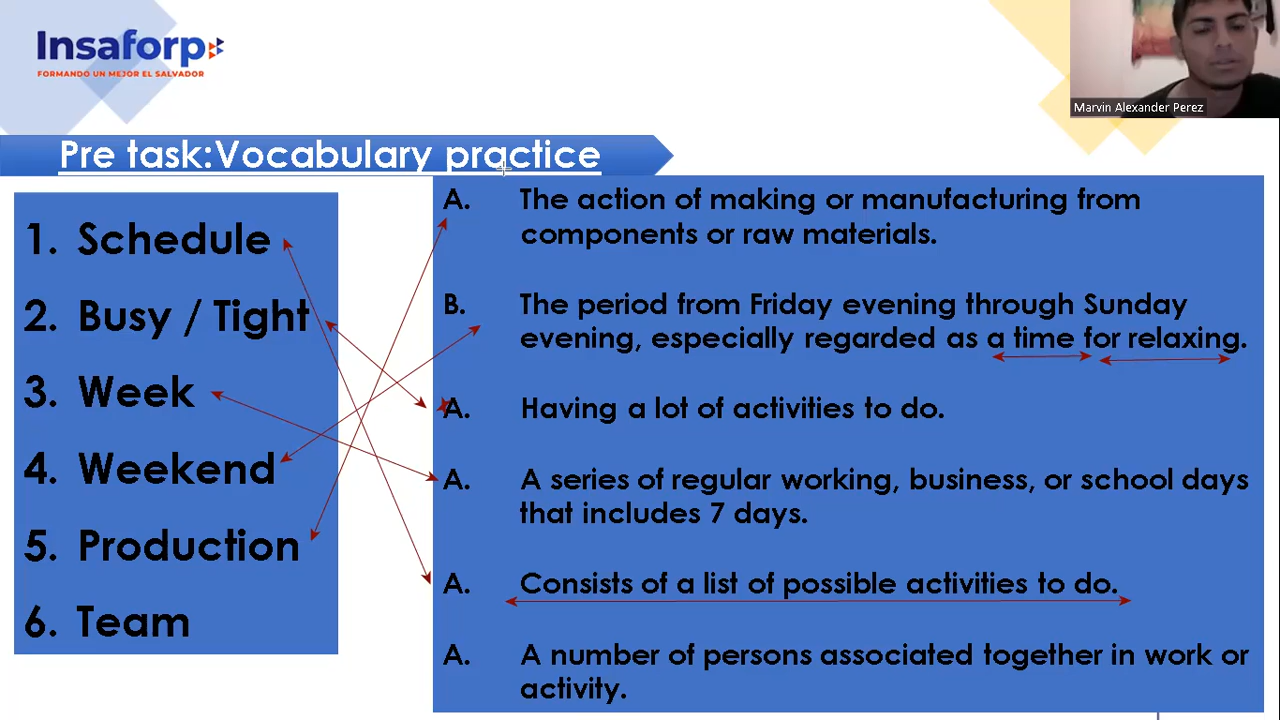 Insaforp
FORMANDO UN MEJOR EL SALVADOR
Marvin Alexander Perez
Pre task:Vocabulary practice
1. Schedule
2. Busy / Tight
3. Week
4. Weekend
5. Production
6. Team
A. The action of making or manufacturing from
components or raw materials.
B. The period from Friday evening through Sunday
evening, especially regarded as a time for relaxing.
A. Having a lot of activities to do.
A. A series of regular working, business, or school days
that includes 7 days.
A. Consists of a list of possible activities to do.
A. A number of persons associated together in work or
activity.